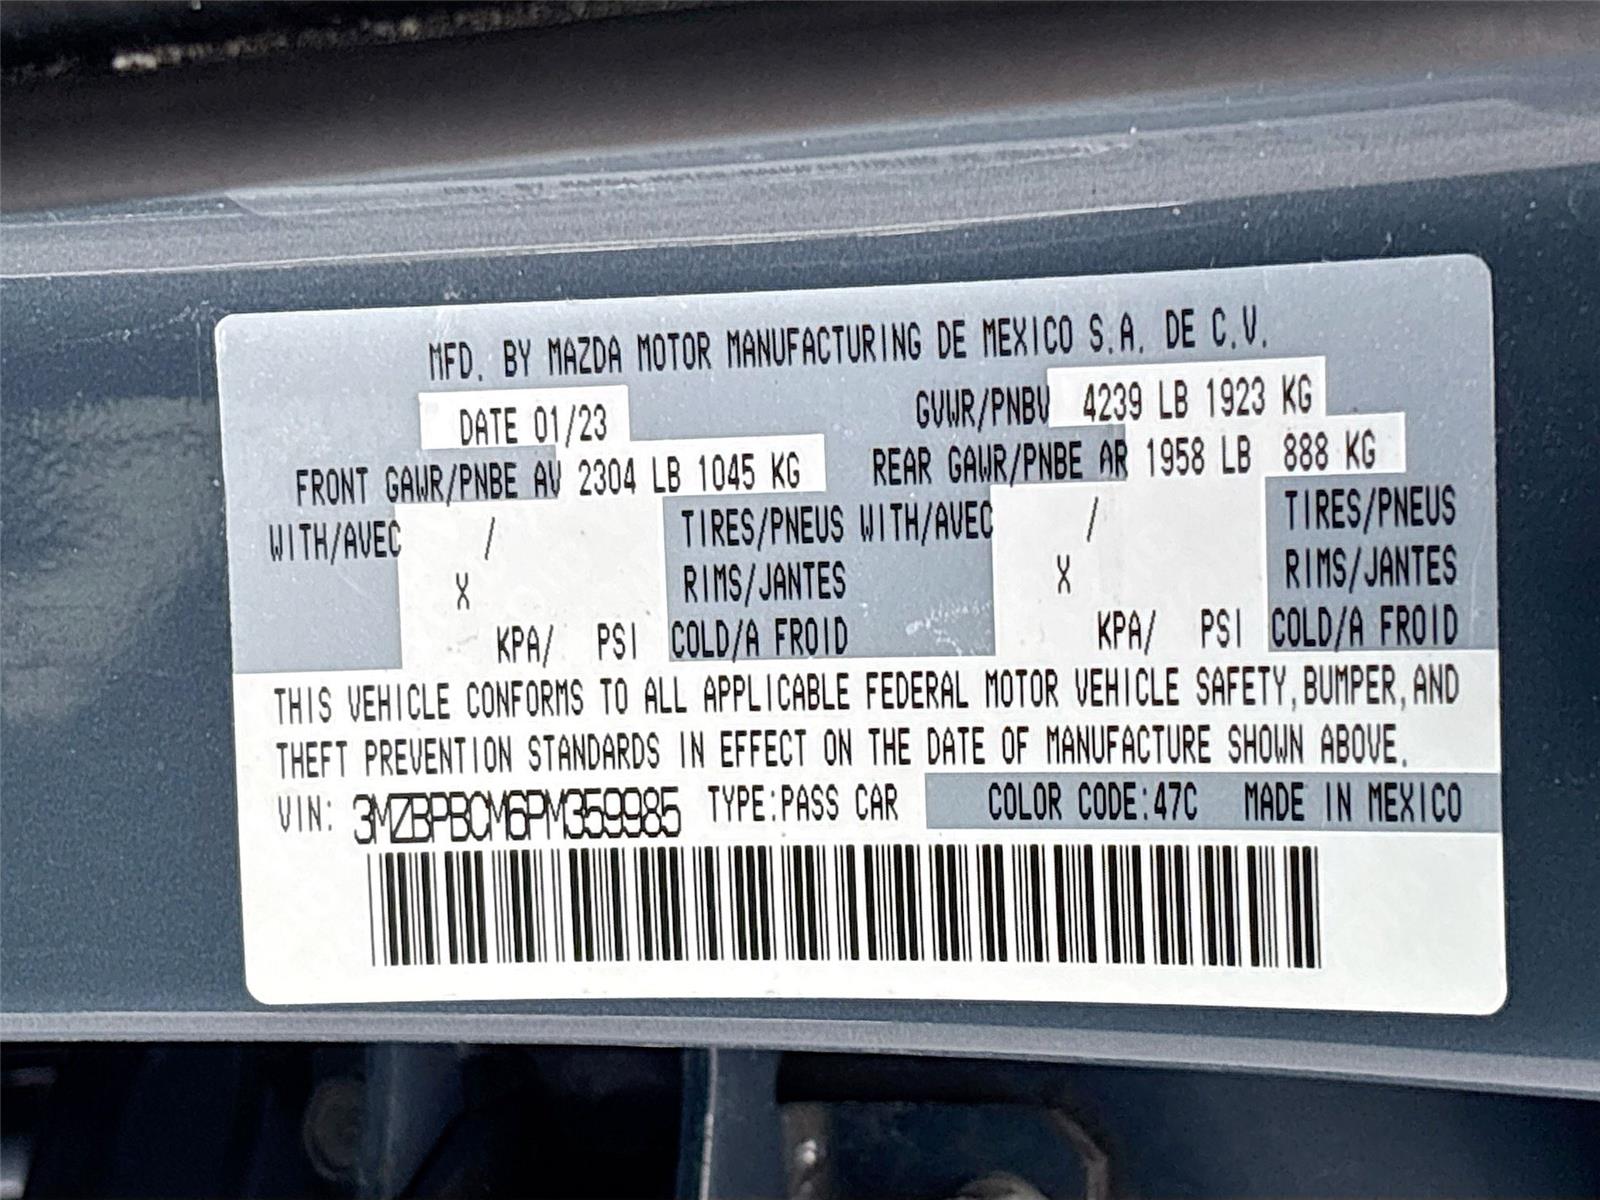 MFD. BY MAZDA MOTOR MANUFACTURING DE MEXICO S.A. DE C.V.
DATE 01/23 GVWR/PNBV 4239 LB 1923 KG
FRONT GAWR/PNBE AV 2304 LB 1045 KG REAR GAWR/PNBE AR 1958 LB 888 KG
WITH/AVEC / TIRES/PNEUS WITH/AVEC / TIRES/PNEUS
X RIMS/JANTES X RIMS/JANTES
KPA/ PSI COLD/A FROID KPA/ PSI COLD/A FROID
THIS VEHICLE CONFORMS TO ALL APPLICABLE FEDERAL MOTOR VEHICLE SAFETY, BUMPER, AND
THEFT PREVENTION STANDARDS IN EFFECT ON THE DATE OF MANUFACTURE SHOWN ABOVE.
VIN: 3MZBPBCM6PM359985 TYPE:PASS CAR COLOR CODE:47C MADE IN MEXICO